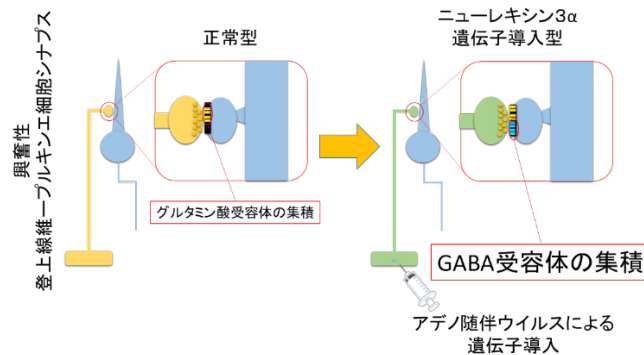 正常型
ニューレキシン3α
遺伝子導入型
興奮性
登上線維ープルキンエ細胞シナプス
グルタミン酸受容体の集積
GABA受容体の集積
アデノ随伴ウイルスによる
遺伝子導入